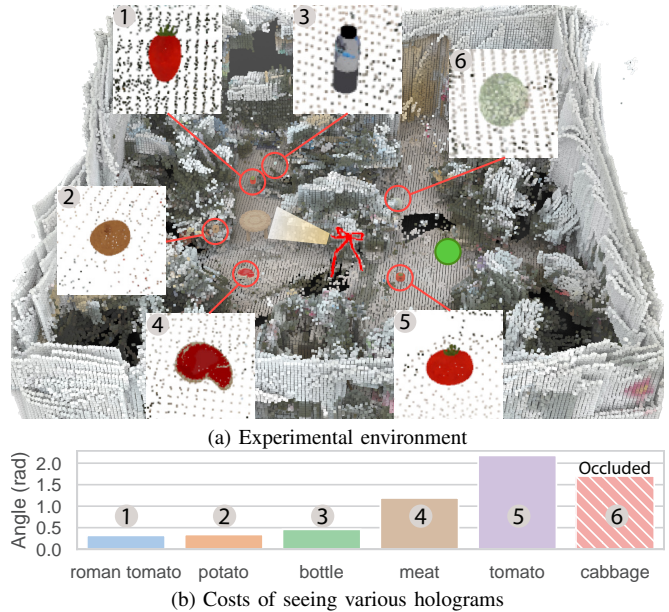 1
3
6
2
4
5
(a) Experimental environment
Angle (rad)
2.0
1.5
1.0
0.5
0.0
Occluded
1
2
3
4
5
6
roman tomato
potato
bottle
meat
tomato
cabbage
(b) Costs of seeing various holograms